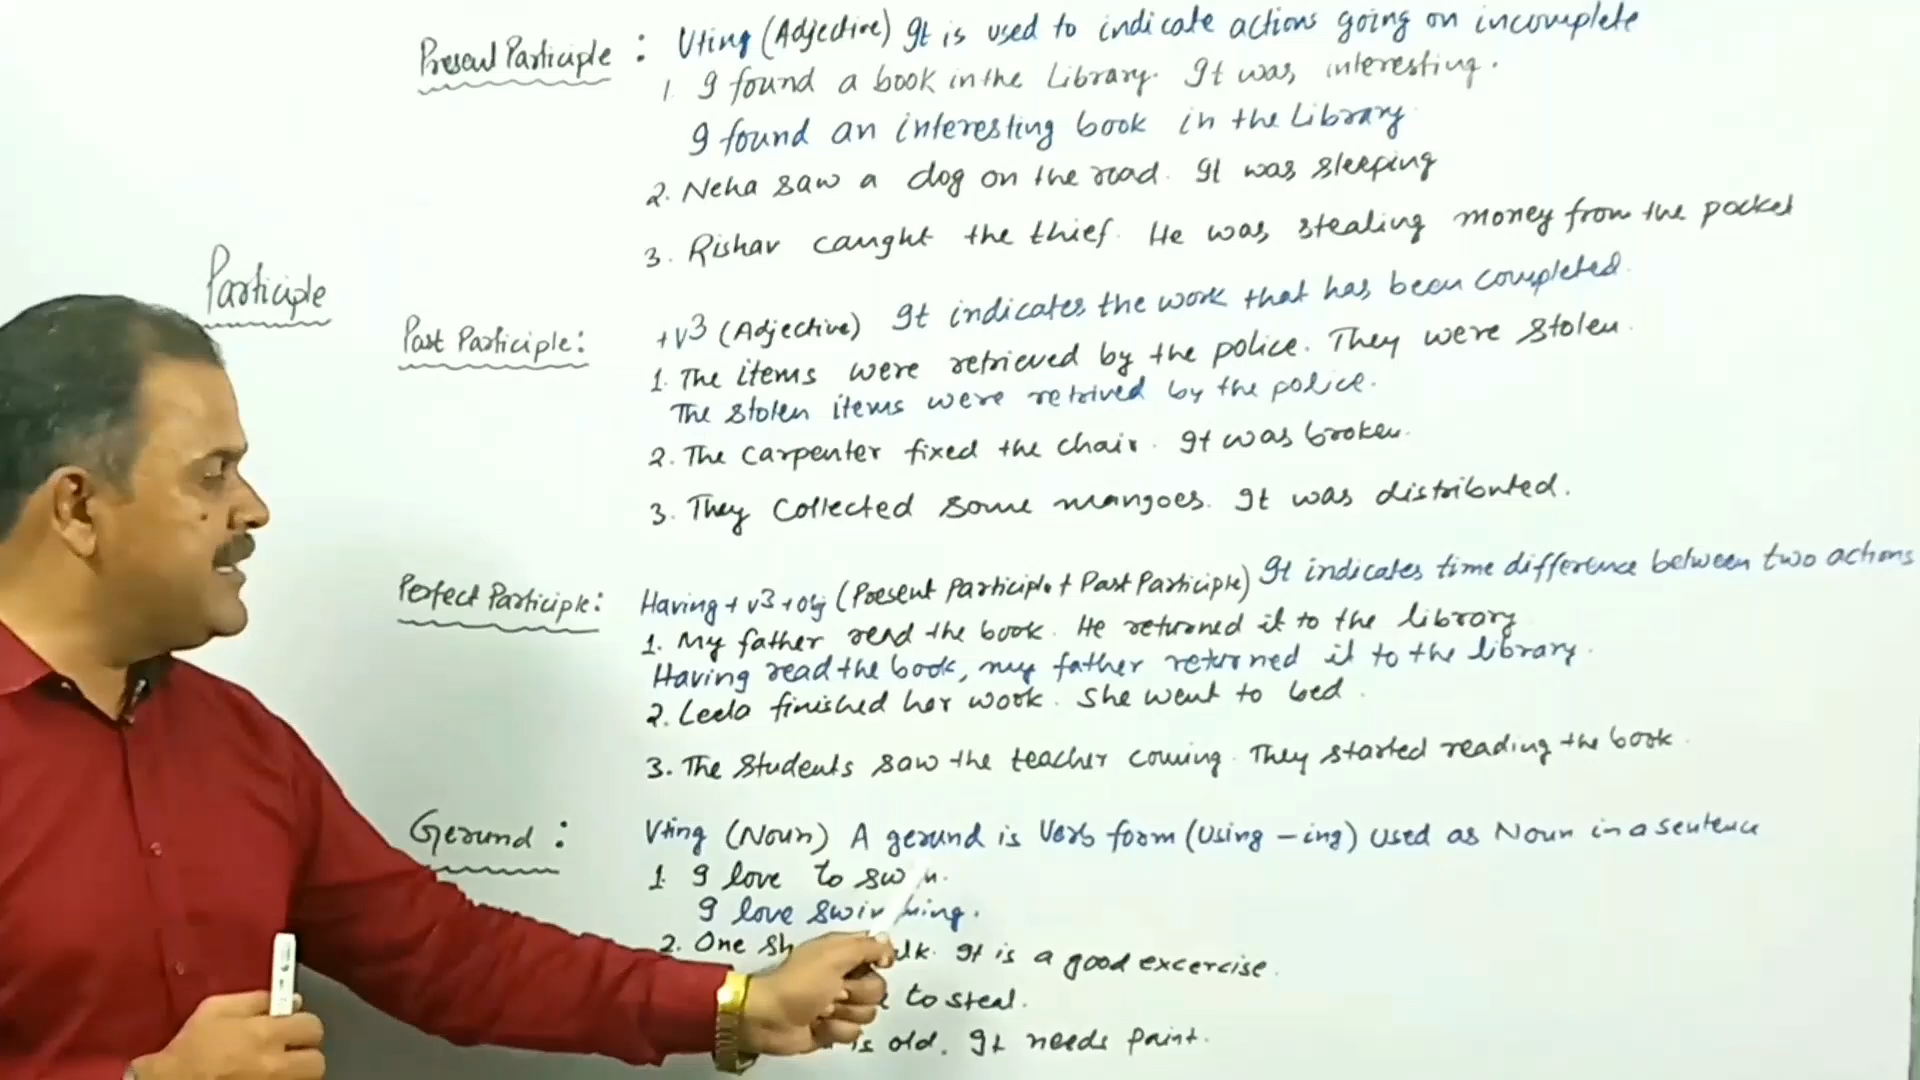 Present Participle : V+ing (Adjective) It is used to indicate actions going on incomplete
1. I found a book in the Library. It was interesting.
I found an interesting book in the Library
2. Neha saw a dog on the road. It was sleeping
3. Rishav caught the thief. He was stealing money from the pocket
Participle
Past Participle: +V3 (Adjective) It indicates the work that has been completed.
1. The items were retrieved by the police. They were stolen.
The stolen items were retrived by the police.
2. The carpenter fixed the chair. It was broken.
3. They collected some mangoes. It was distributed.
Perfect Participle: Having + V3 + obj (Present Participle + Past Participle) It indicates time difference between two actions
1. My father read the book. He returned it to the library
Having read the book, my father returned it to the library.
2. Leela finished her work. She went to bed.
3. The Students saw the teacher coming. They started reading the book.
Gerund : V+ing (Noun) A gerund is Verb form (Using -ing) used as Noun in a sentence
1. I love to swim.
I love swimming.
2. One It is a good excercise.
to steal.
is old. It needs paint.